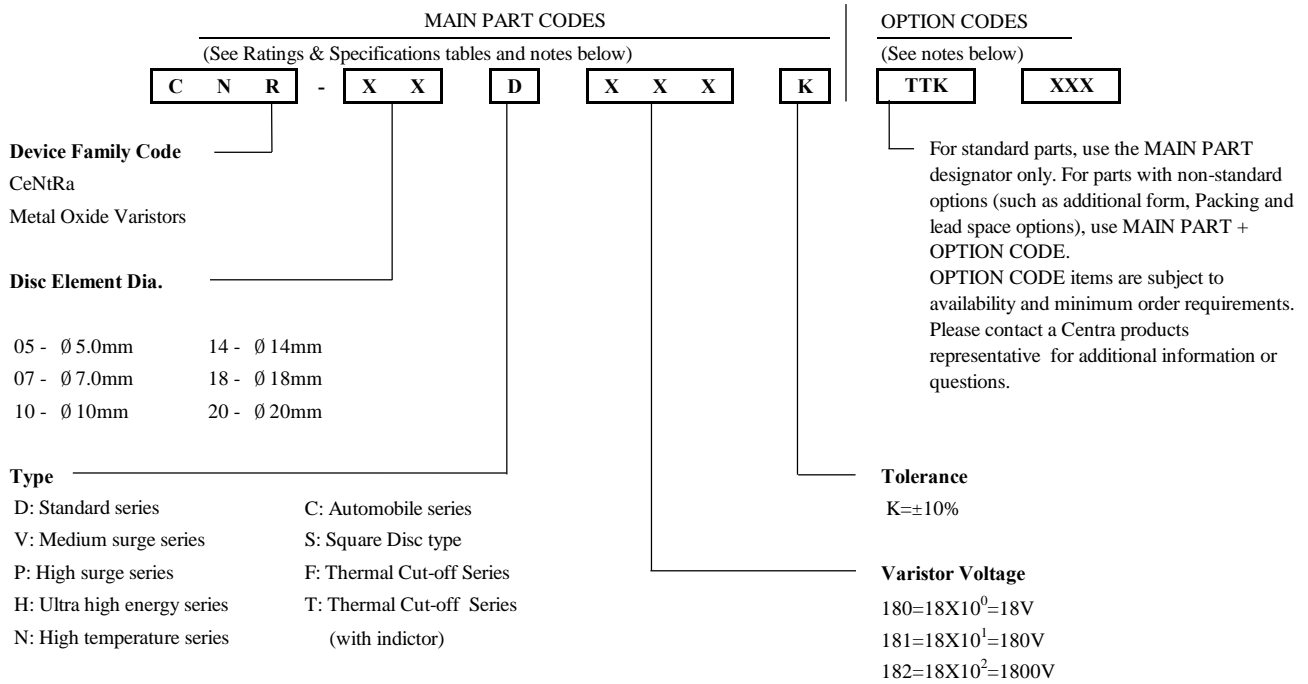 MAIN PART CODES
OPTION CODES
(See Ratings & Specifications tables and notes below)
(See notes below)
C N R - X X D X X X K TTK XXX
Device Family Code
CeNtRa
Metal Oxide Varistors
For standard parts, use the MAIN PART
designator only. For parts with non-standard
options (such as additional form, Packing and
lead space options), use MAIN PART +
OPTION CODE.
OPTION CODE items are subject to
availability and minimum order requirements.
Please contact a Centra products
representative for additional information or
questions.
Disc Element Dia.
05 - Ø 5.0mm 14 - Ø 14mm
07 - Ø 7.0mm 18 - Ø 18mm
10 - Ø 10mm 20 - Ø 20mm
Type
D: Standard series C: Automobile series
V: Medium surge series S: Square Disc type
P: High surge series F: Thermal Cut-off Series
H: Ultra high energy series T: Thermal Cut-off Series
N: High temperature series (with indictor)
Tolerance
K=±10%
Varistor Voltage
180=18X10⁰=18V
181=18X10¹=180V
182=18X10²=1800V